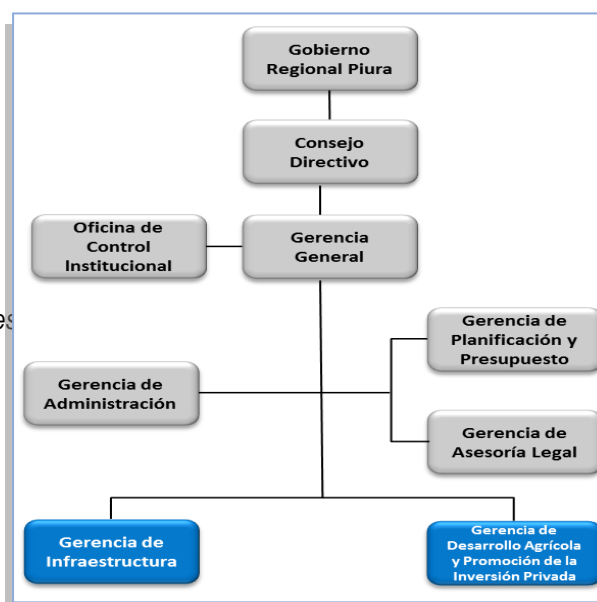 Gobierno
Regional Piura
Consejo
Directivo
Oficina de
Control
Institucional
Gerencia
General
Gerencia de
Planificación y
Presupuesto
Gerencia de
Administración
Gerencia de
Asesoría Legal
Gerencia de
Infraestructura
Gerencia de
Desarrollo Agrícola
y Promoción de la
Inversión Privada